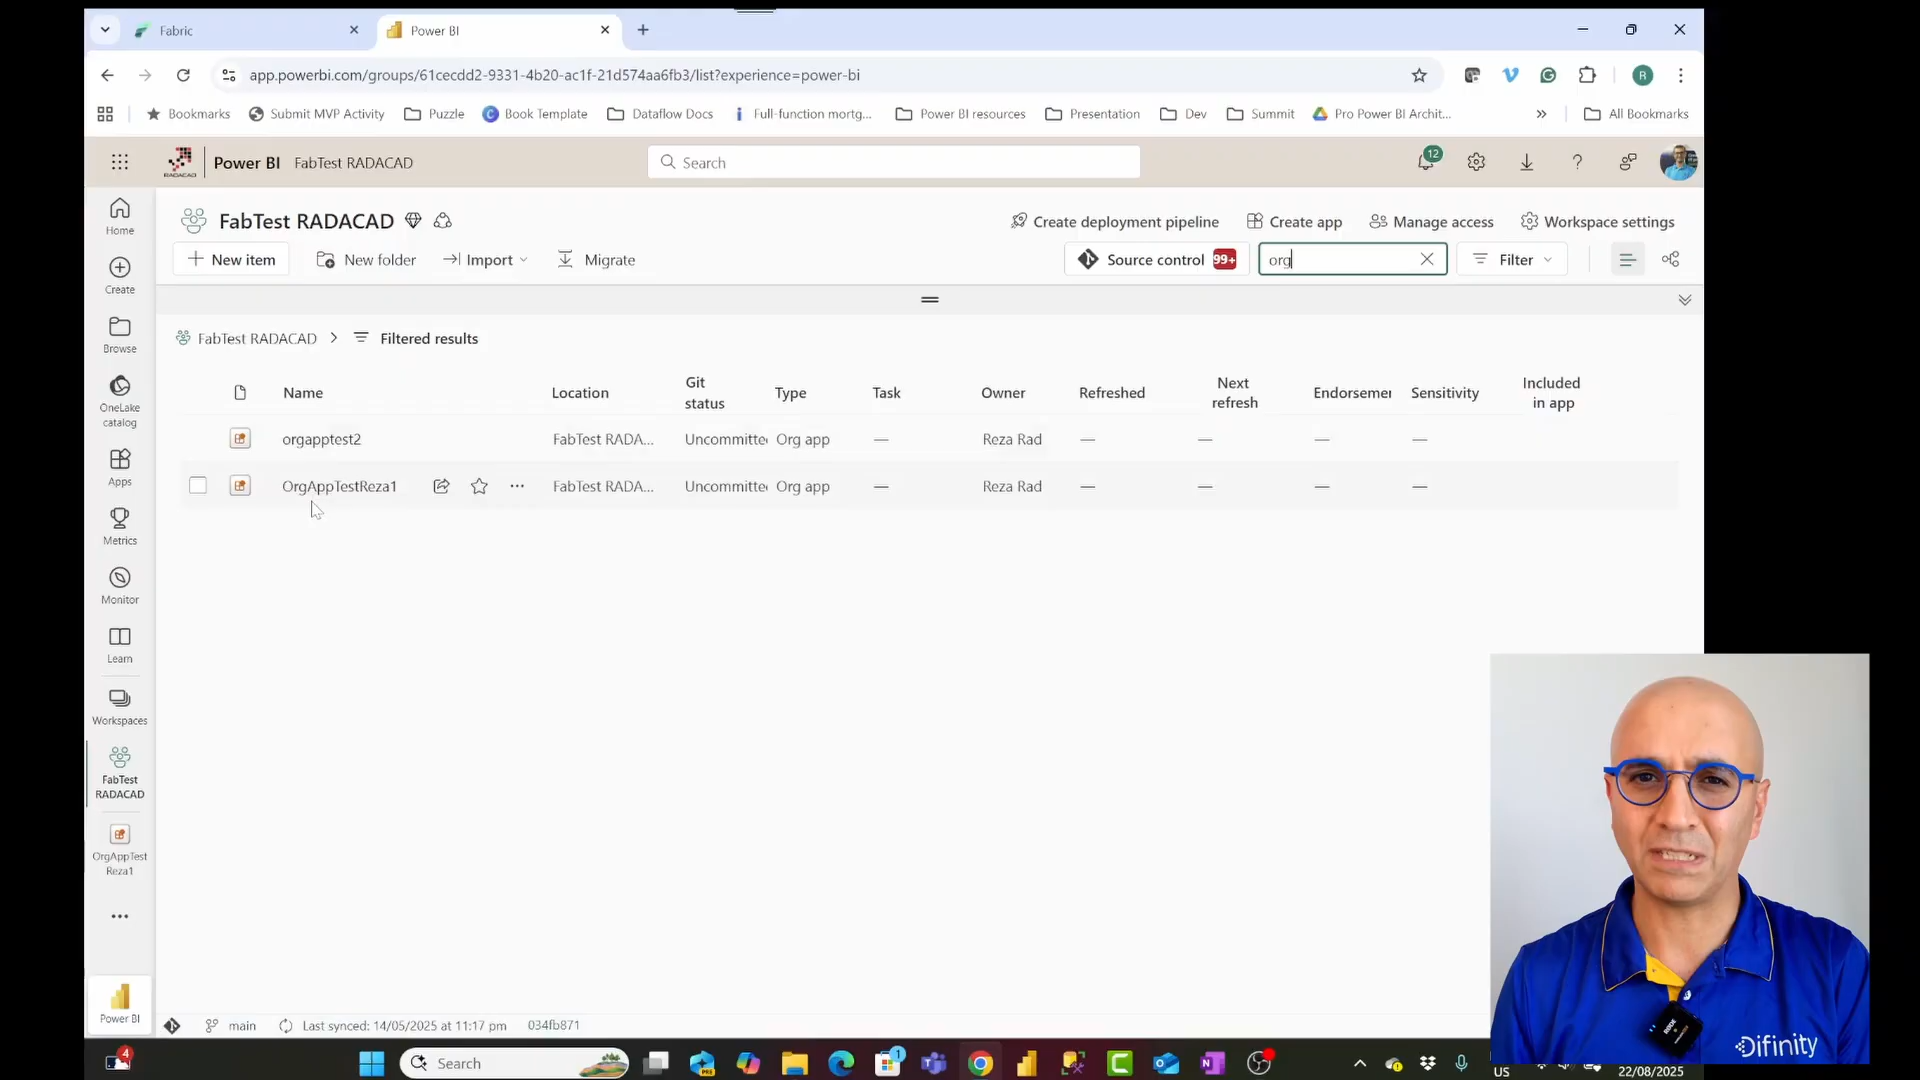 Fabric
Power BI
app.powerbi.com/groups/61cecdd2-9331-4b20-ac1f-21d574aa6fb3/list?experience=power-bi
R
Bookmarks
Submit MVP Activity
Puzzle
Book Template
Dataflow Docs
Full-function mortg...
Power BI resources
Presentation
Dev
Summit
Pro Power BI Archit...
All Bookmarks
RADACAD
Power BI
FabTest RADACAD
Search
12
FabTest RADACAD
Create deployment pipeline
Create app
Manage access
Workspace settings
New item
New folder
Import
Migrate
Source control 99+
org
Filter
FabTest RADACAD > Filtered results
Name
Location
Git status
Type
Task
Owner
Refreshed
Next refresh
Endorsemen
Sensitivity
Included in app
orgapptest2 FabTest RADA... Uncommitte Org app — Reza Rad — — — —
OrgAppTestReza1 FabTest RADA... Uncommitte Org app — Reza Rad — — — —
Home
Create
Browse
OneLake
catalog
Apps
Metrics
Monitor
Learn
Workspaces
FabTest
RADACAD
OrgAppTest
Reza1
Power BI
main
Last synced: 14/05/2025 at 11:17 pm
034fb871
RØDE
Difinity
4
Search
PRE
1
US
22/08/2025